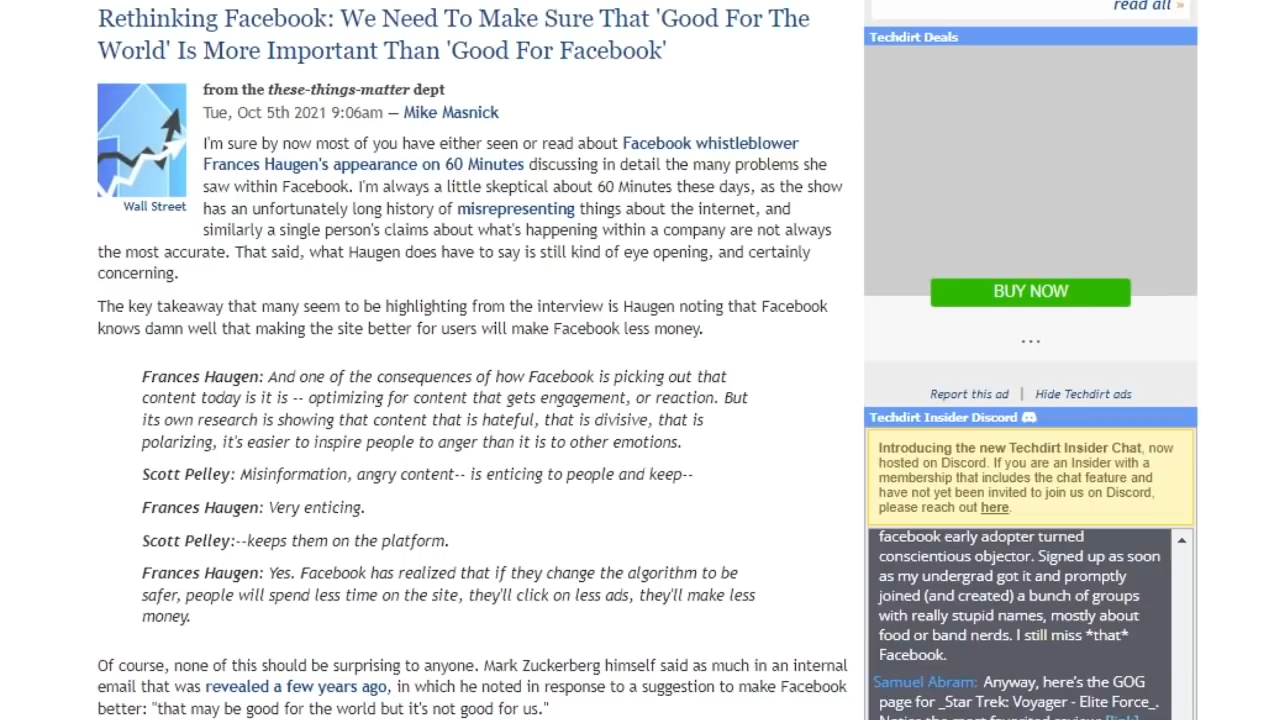 Rethinking Facebook: We Need To Make Sure That 'Good For The
World' Is More Important Than 'Good For Facebook'
from the these-things-matter dept
Tue, Oct 5th 2021 9:06am — Mike Masnick
Wall Street
I'm sure by now most of you have either seen or read about Facebook whistleblower
Frances Haugen's appearance on 60 Minutes discussing in detail the many problems she
saw within Facebook. I'm always a little skeptical about 60 Minutes these days, as the show
has an unfortunately long history of misrepresenting things about the internet, and
similarly a single person's claims about what's happening within a company are not always
the most accurate. That said, what Haugen does have to say is still kind of eye opening, and certainly
concerning.
The key takeaway that many seem to be highlighting from the interview is Haugen noting that Facebook
knows damn well that making the site better for users will make Facebook less money.
Frances Haugen: And one of the consequences of how Facebook is picking out that
content today is it is -- optimizing for content that gets engagement, or reaction. But
its own research is showing that content that is hateful, that is divisive, that is
polarizing, it's easier to inspire people to anger than it is to other emotions.
Scott Pelley: Misinformation, angry content-- is enticing to people and keep--
Frances Haugen: Very enticing.
Scott Pelley:--keeps them on the platform.
Frances Haugen: Yes. Facebook has realized that if they change the algorithm to be
safer, people will spend less time on the site, they'll click on less ads, they'll make less
money.
Of course, none of this should be surprising to anyone. Mark Zuckerberg himself said as much in an internal
email that was revealed a few years ago, in which he noted in response to a suggestion to make Facebook
better: "that may be good for the world but it's not good for us."
read all »
Techdirt Deals
BUY NOW
...
Report this ad | Hide Techdirt ads
Techdirt Insider Discord
Introducing the new Techdirt Insider Chat, now
hosted on Discord. If you are an Insider with a
membership that includes the chat feature and
have not yet been invited to join us on Discord,
please reach out here.
facebook early adopter turned
conscientious objector. Signed up as soon
as my undergrad got it and promptly
joined (and created) a bunch of groups
with really stupid names, mostly about
food or band nerds. I still miss *that*
Facebook.
Samuel Abram: Anyway, here's the GOG
page for _Star Trek: Voyager - Elite Force_.